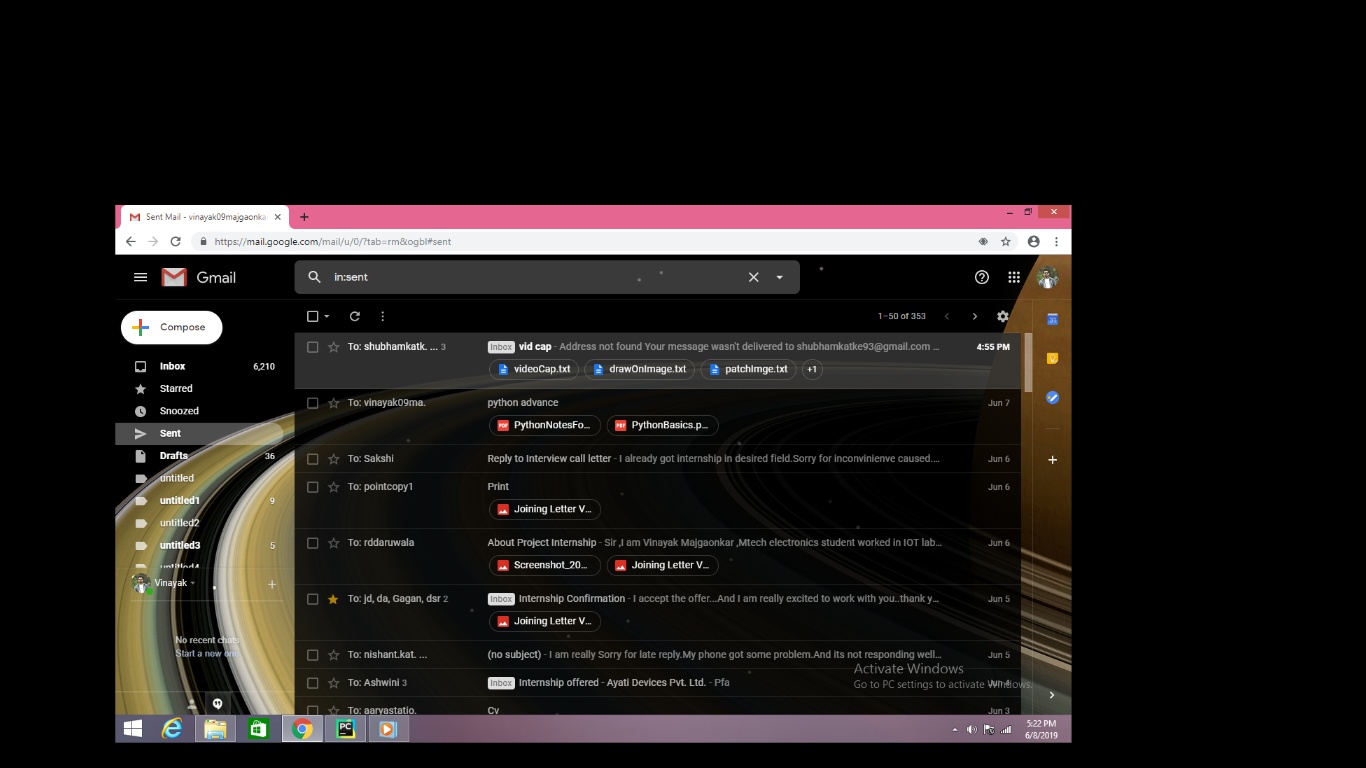 Sent Mail - vinayak09majgaonka
https://mail.google.com/mail/u/0/?tab=rm&ogbl#sent
Gmail
in:sent
Compose
1–50 of 353
Inbox 6,210
Starred
Snoozed
Sent
Drafts 36
untitled
untitled1 9
untitled2
untitled3 5
untitled4
Vinayak
No recent chats
Start a new one
To: shubhamkatk. ... 3 Inbox vid cap - Address not found Your message wasn't delivered to shubhamkatke93@gmail.com ... 4:55 PM
videoCap.txt drawOnImage.txt patchImge.txt +1
To: vinayak09ma. python advance Jun 7
PythonNotesFo... PythonBasics.p...
To: Sakshi Reply to Interview call letter - I already got internship in desired field.Sorry for inconvinienve caused.... Jun 6
To: pointcopy1 Print Jun 6
Joining Letter V...
To: rddaruwala About Project Internship - Sir ,I am Vinayak Majgaonkar ,Mtech electronics student worked in IOT lab... Jun 6
Screenshot_20... Joining Letter V...
To: jd, da, Gagan, dsr 2 Inbox Internship Confirmation - I accept the offer...And I am really excited to work with you..thank y... Jun 5
Joining Letter V...
To: nishant.kat. ... (no subject) - I am really Sorry for late reply.My phone got some problem.And its not responding well... Jun 5
To: Ashwini 3 Inbox Internship offered - Ayati Devices Pvt. Ltd. - Pfa Jun 4
To: aaryastatio. Cv Jun 3
Activate Windows
Go to PC settings to activate Windows.
PC
5:22 PM
6/8/2019